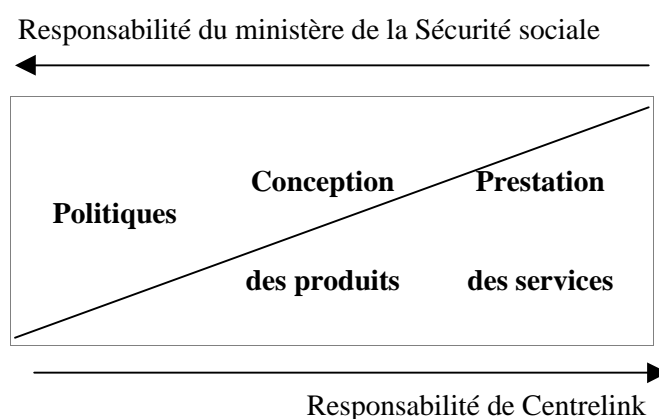 Responsabilité du ministère de la Sécurité sociale
Conception
Prestation
Politiques
des produits
des services
Responsabilité de Centrelink